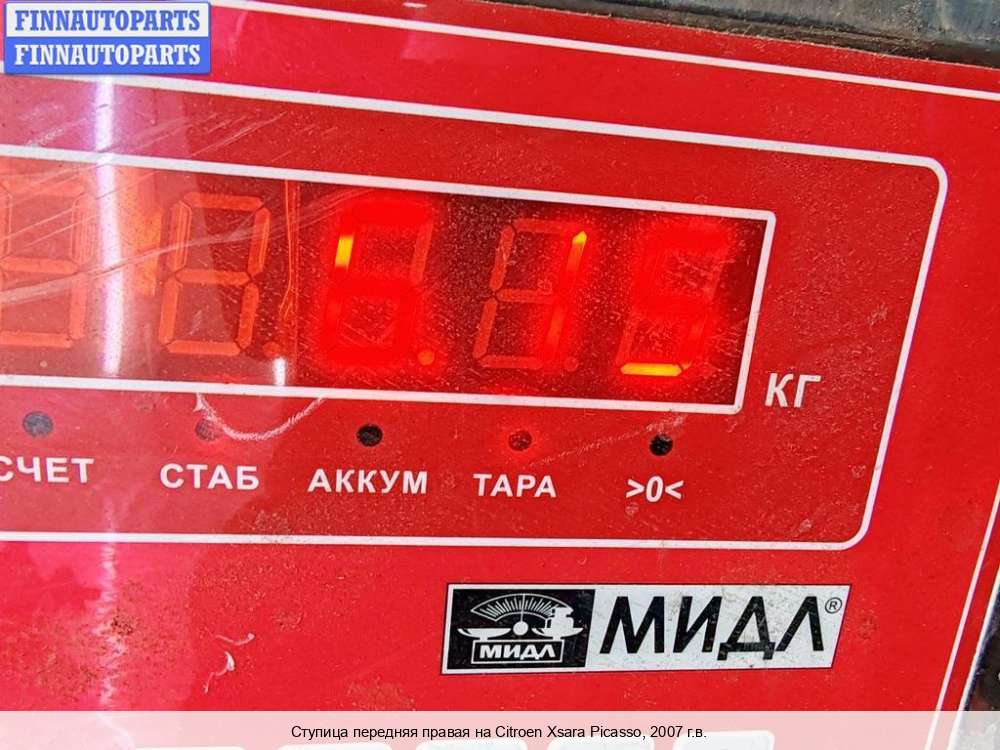 FINNAUTOPARTS
FINNAUTOPARTS
6.15
КГ
СЧЕТ СТАБ АККУМ ТАРА >0<
МИДЛ МИДЛ®
Ступица передняя правая на Citroen Xsara Picasso, 2007 г.в.